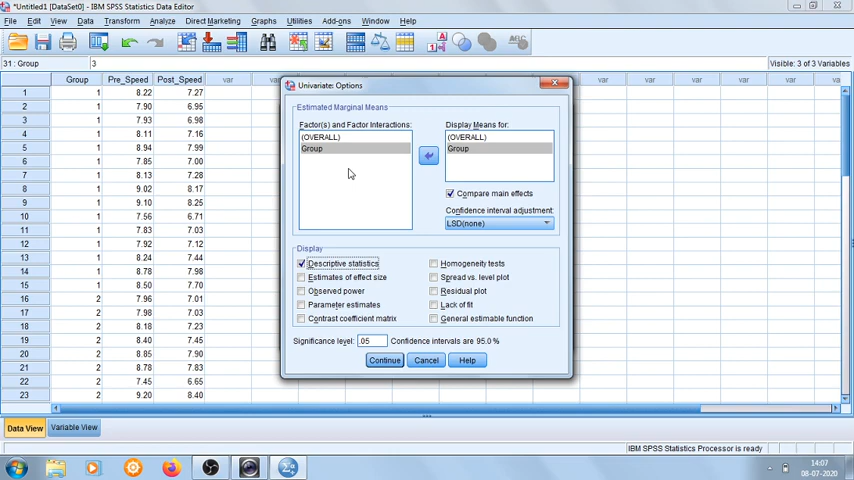 *Untitled1 [DataSet0] - IBM SPSS Statistics Data Editor
File Edit View Data Transform Analyze Direct Marketing Graphs Utilities Add-ons Window Help
31 : Group 3 Visible: 3 of 3 Variables
Group Pre_Speed Post_Speed var var var var var var
1 1 8.22 7.27
2 1 7.90 6.95
3 1 7.93 6.98
4 1 8.11 7.16
5 1 8.94 7.99
6 1 7.85 7.00
7 1 8.13 7.28
8 1 9.02 8.17
9 1 9.10 8.25
10 1 7.56 6.71
11 1 7.83 7.03
12 1 7.92 7.12
13 1 8.24 7.44
14 1 8.78 7.98
15 1 8.50 7.70
16 2 7.96 7.01
17 2 7.98 7.03
18 2 8.18 7.23
19 2 8.40 7.45
20 2 8.85 7.90
21 2 8.78 7.83
22 2 7.45 6.65
23 2 9.20 8.40
Univariate: Options
Estimated Marginal Means
Factor(s) and Factor Interactions:
(OVERALL)
Group
Display Means for:
(OVERALL)
Group
Compare main effects
Confidence interval adjustment:
LSD(none)
Display
Descriptive statistics
Homogeneity tests
Estimates of effect size
Spread vs. level plot
Observed power
Residual plot
Parameter estimates
Lack of fit
Contrast coefficient matrix
General estimable function
Significance level: .05 Confidence intervals are 95.0 %
Continue Cancel Help
Data View Variable View
IBM SPSS Statistics Processor is ready
14:07
08-07-2020